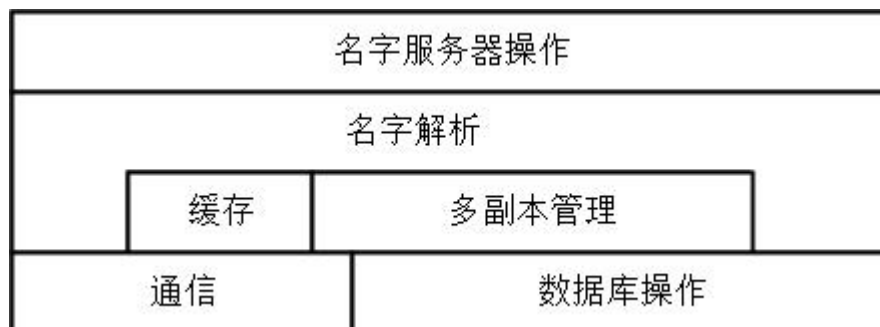 名字服务器操作
名字解析
缓存 多副本管理
通信 数据库操作